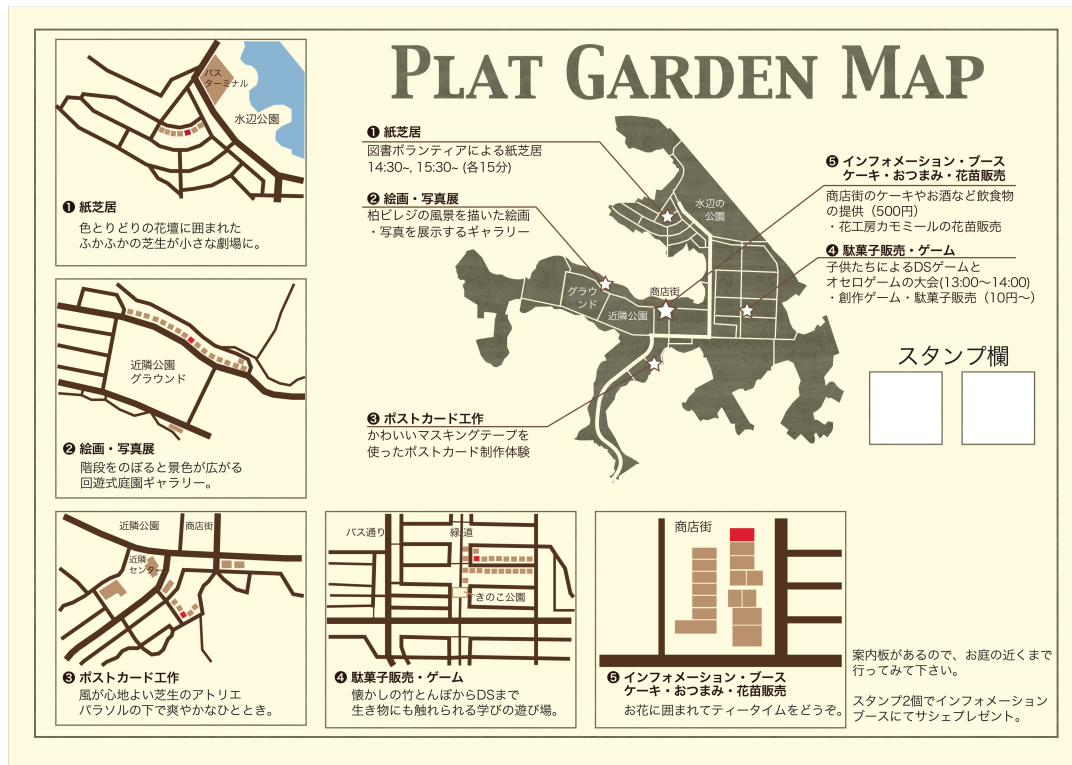 PLAT GARDEN MAP
バス
ターミナル
水辺公園
❶ 紙芝居
色とりどりの花壇に囲まれた
ふかふかの芝生が小さな劇場に。
近隣公園
グラウンド
❷ 絵画・写真展
階段をのぼると景色が広がる
回遊式庭園ギャラリー。
近隣公園
商店街
近隣
センター
❸ ポストカード工作
風が心地よい芝生のアトリエ
パラソルの下で爽やかなひととき。
バス通り
緑道
きのこ公園
❹ 駄菓子販売・ゲーム
懐かしの竹とんぼからDSまで
生き物にも触れられる学びの遊び場。
商店街
❺ インフォメーション・ブース
ケーキ・おつまみ・花苗販売
お花に囲まれてティータイムをどうぞ。
❶ 紙芝居
図書ボランティアによる紙芝居
14:30~, 15:30~ (各15分)
❷ 絵画・写真展
柏ビレジの風景を描いた絵画
・写真を展示するギャラリー
❸ ポストカード工作
かわいいマスキングテープを
使ったポストカード制作体験
水辺の
公園
グラウ
ンド
近隣公園
商店街
❺ インフォメーション・ブース
ケーキ・おつまみ・花苗販売
商店街のケーキやお酒など飲食物
の提供（500円）
・花工房カモミールの花苗販売
❹ 駄菓子販売・ゲーム
子供たちによるDSゲームと
オセロゲームの大会(13:00〜14:00)
・創作ゲーム・駄菓子販売（10円〜）
スタンプ欄
案内板があるので、お庭の近くまで
行ってみて下さい。
スタンプ2個でインフォメーション
ブースにてサシェプレゼント。